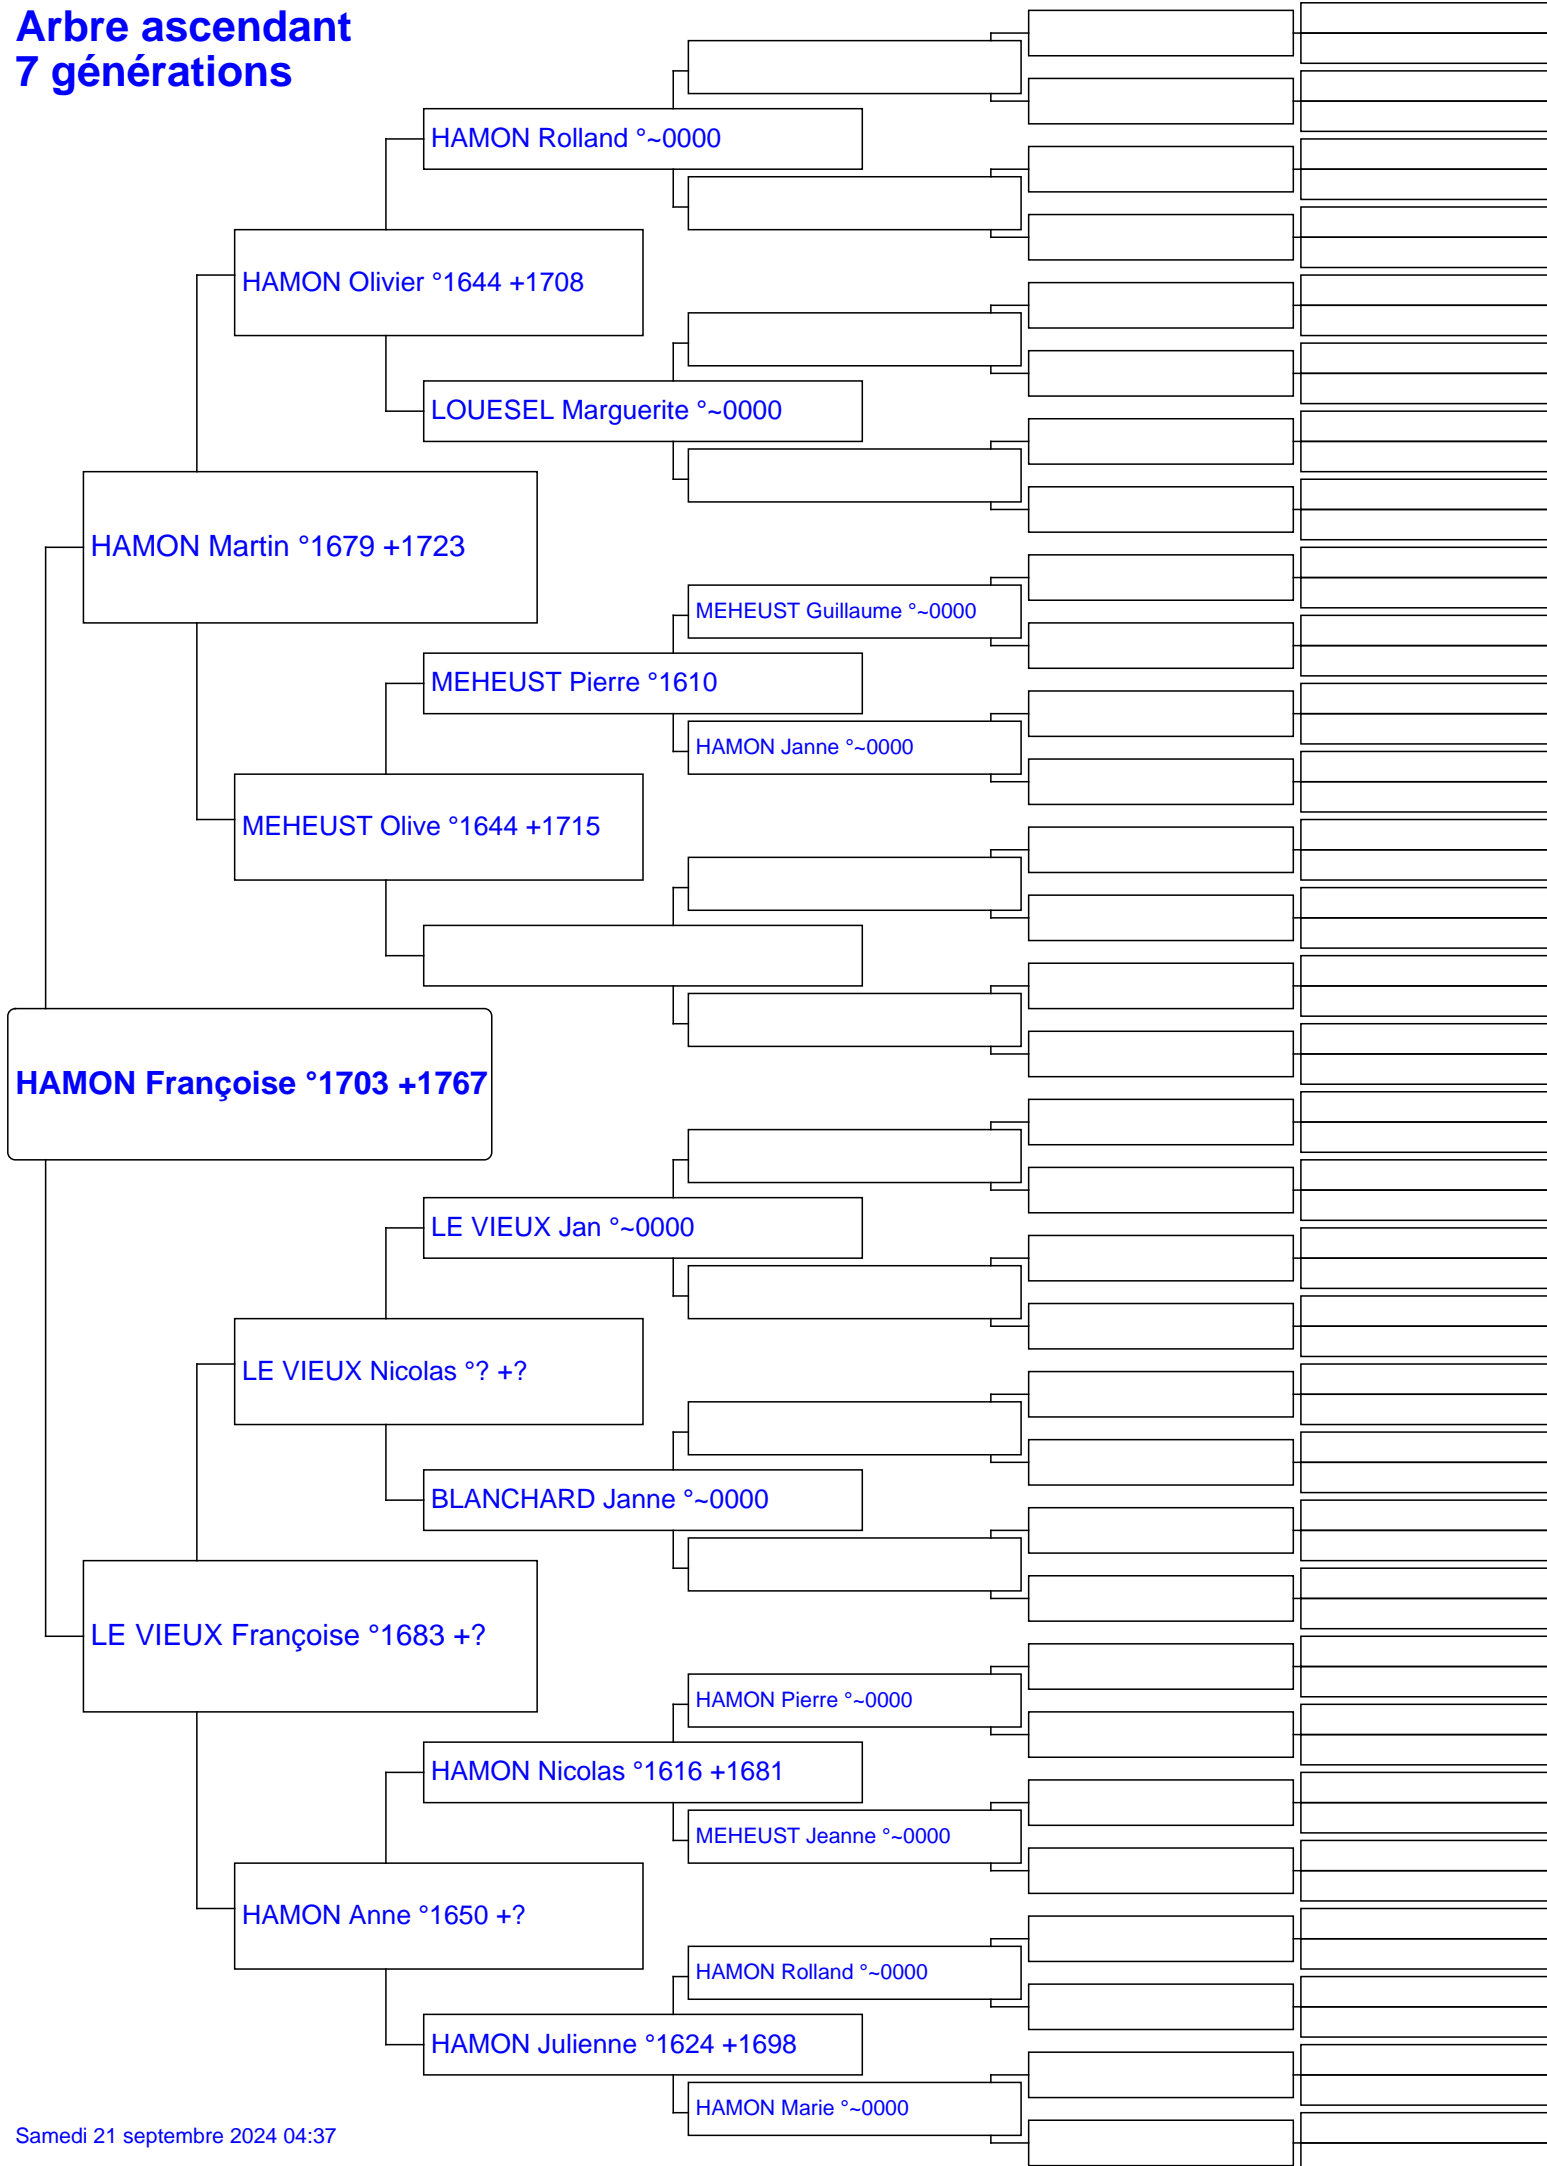 Arbre ascendant
7 générations
HAMON Rolland °~0000
HAMON Olivier °1644 +1708
LOUESEL Marguerite °~0000
HAMON Martin °1679 +1723
MEHEUST Guillaume °~0000
MEHEUST Pierre °1610
HAMON Janne °~0000
MEHEUST Olive °1644 +1715
HAMON Françoise °1703 +1767
LE VIEUX Jan °~0000
LE VIEUX Nicolas °? +?
BLANCHARD Janne °~0000
LE VIEUX Françoise °1683 +?
HAMON Pierre °~0000
HAMON Nicolas °1616 +1681
MEHEUST Jeanne °~0000
HAMON Anne °1650 +?
HAMON Rolland °~0000
HAMON Julienne °1624 +1698
HAMON Marie °~0000
Samedi 21 septembre 2024 04:37